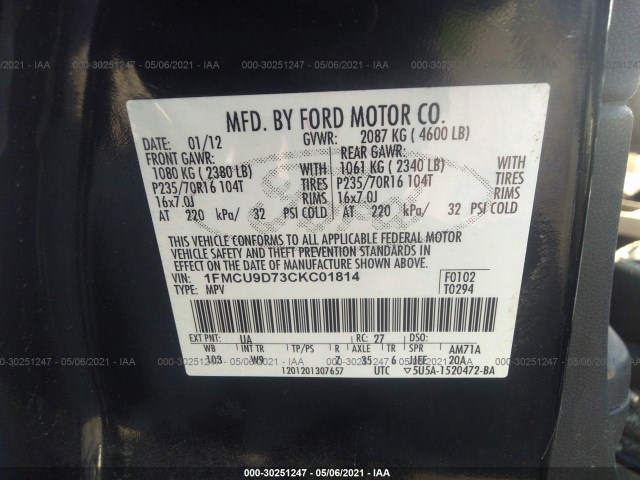 000-30251247 - 05/06/2021 - IAA
MFD. BY FORD MOTOR CO.
DATE: 01/12 GVWR: 2087 KG ( 4600 LB)
FRONT GAWR: REAR GAWR:
1080 KG ( 2380 LB) WITH 1061 KG ( 2340 LB) WITH
P235/70R16 104T TIRES P235/70R16 104T TIRES
16x7.0J RIMS 16x7.0J RIMS
AT 220 kPa/ 32 PSI COLD AT 220 kPa/ 32 PSI COLD
Ford
THIS VEHICLE CONFORMS TO ALL APPLICABLE FEDERAL MOTOR
VEHICLE SAFETY AND THEFT PREVENTION STANDARDS IN EFFECT
ON THE DATE OF MANUFACTURE SHOWN ABOVE.
VIN: 1FMCU9D73CKC01814 F0102
TYPE: MPV T0294
EXT PNT: UA RC: 27 DSO:
WB INT TR TP/PS R AXLE TR SPR AM71A
103 W9 Z 35 6 JJFF 20A
1201201307657 UTC ▽5U5A-1520472-BA
000-30251247 - 05/06/2021 - IAA